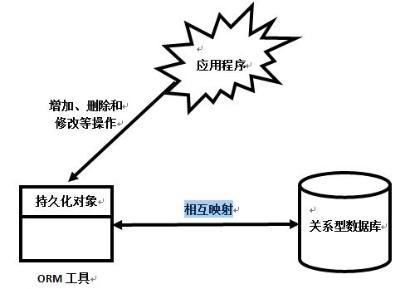 应用程序
增加、删除和
修改等操作
持久化对象
相互映射
关系型数据库
ORM 工具